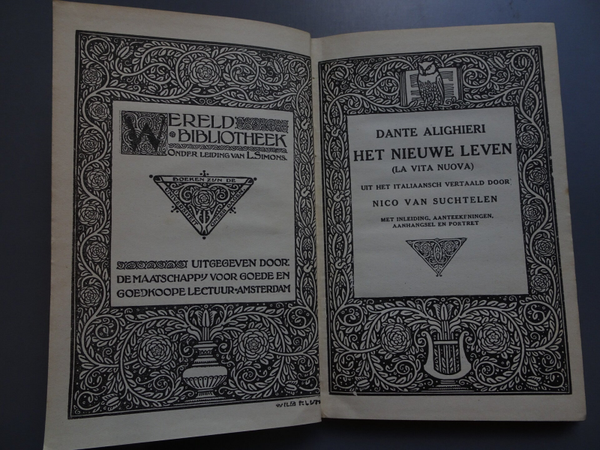 WERELD
BIBLIOTHEEK
ONDER LEIDING VAN L. SIMONS.
BOEKEN ZIJN DE
UITGEGEVEN DOOR
DE MAATSCHAPPIJ VOOR GOEDE EN
GOEDKOOPE LECTUUR-AMSTERDAM
DANTE ALIGHIERI
HET NIEUWE LEVEN
(LA VITA NUOVA)
UIT HET ITALIAANSCH VERTAALD DOOR
NICO VAN SUCHTELEN
MET INLEIDING, AANTEEKENINGEN,
AANHANGSEL EN PORTRET